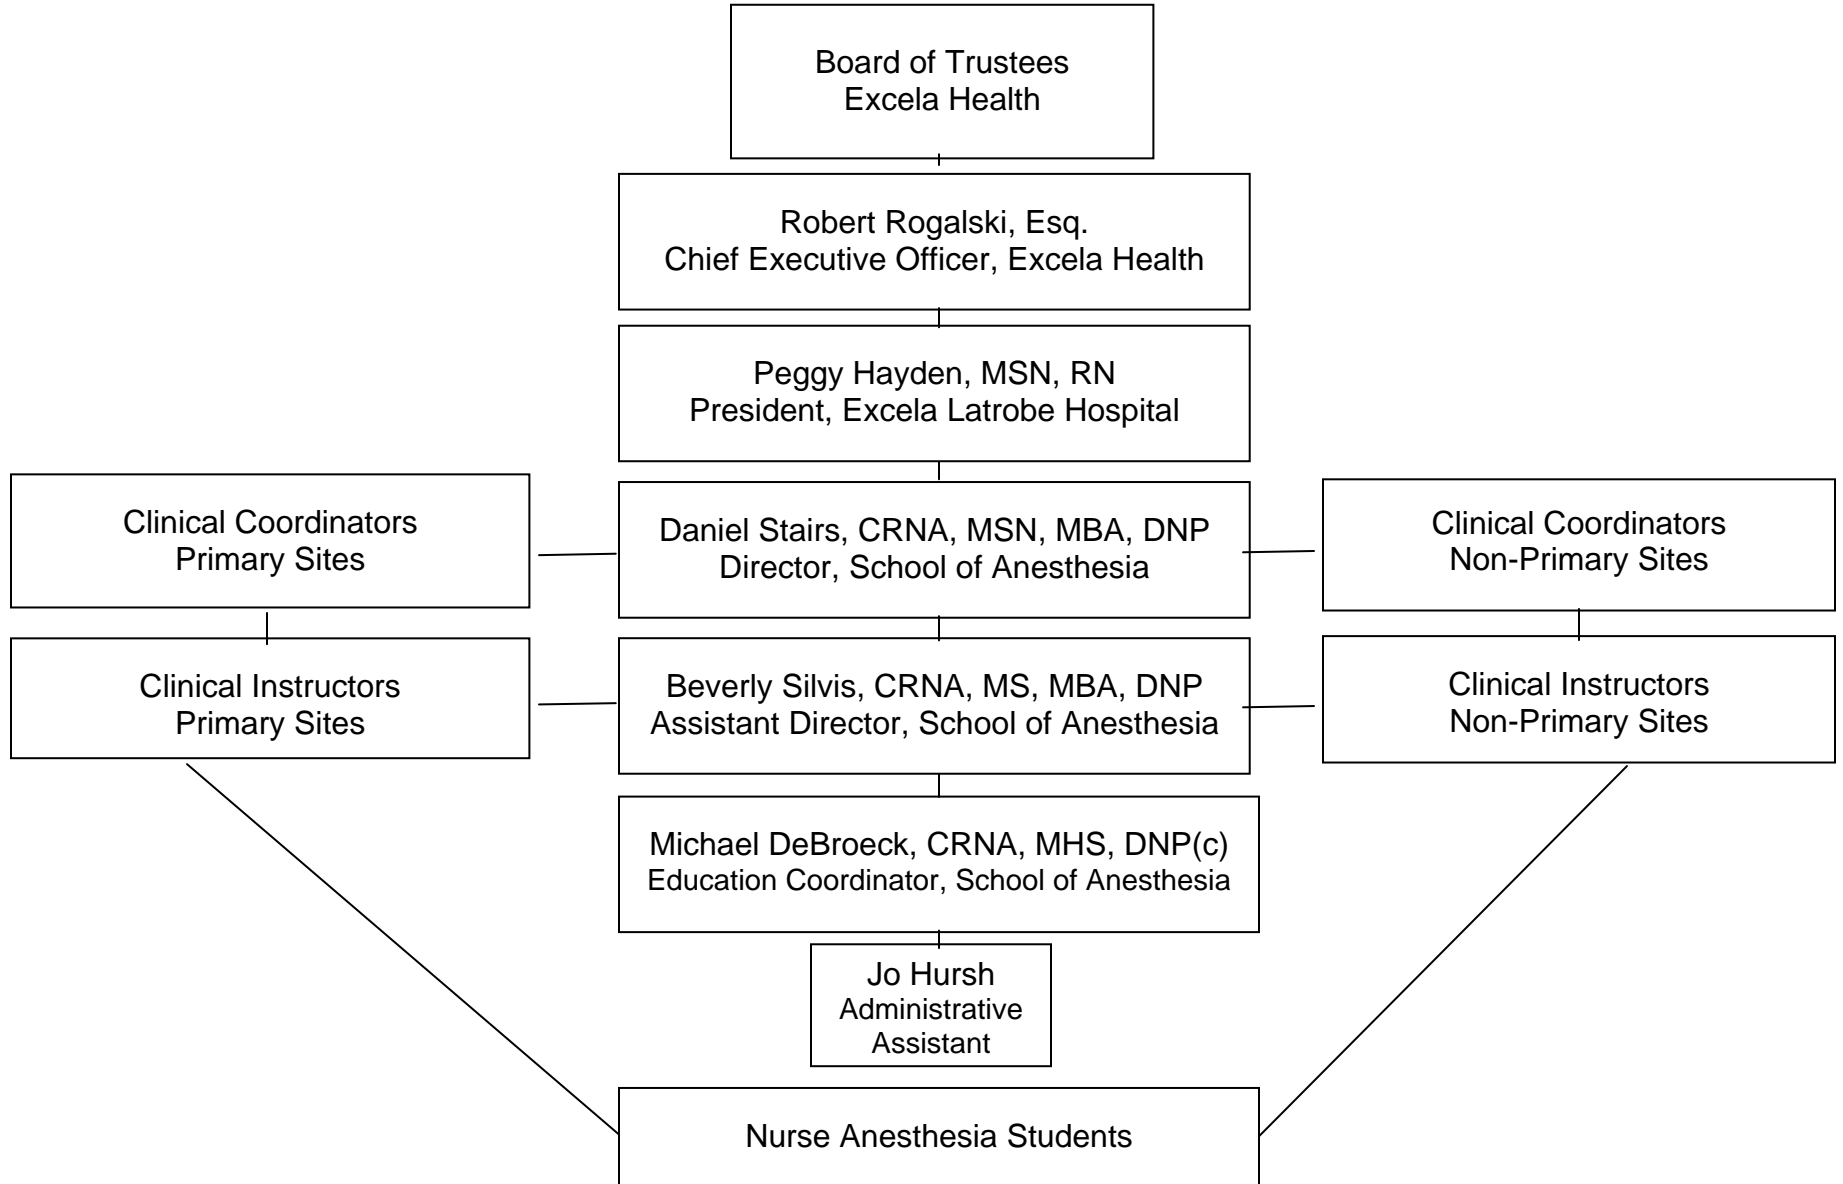 Board of Trustees
Excela Health
Robert Rogalski, Esq.
Chief Executive Officer, Excela Health
Peggy Hayden, MSN, RN
President, Excela Latrobe Hospital
Clinical Coordinators
Primary Sites
Daniel Stairs, CRNA, MSN, MBA, DNP
Director, School of Anesthesia
Clinical Coordinators
Non-Primary Sites
Clinical Instructors
Primary Sites
Beverly Silvis, CRNA, MS, MBA, DNP
Assistant Director, School of Anesthesia
Clinical Instructors
Non-Primary Sites
Michael DeBroeck, CRNA, MHS, DNP(c)
Education Coordinator, School of Anesthesia
Jo Hursh
Administrative
Assistant
Nurse Anesthesia Students